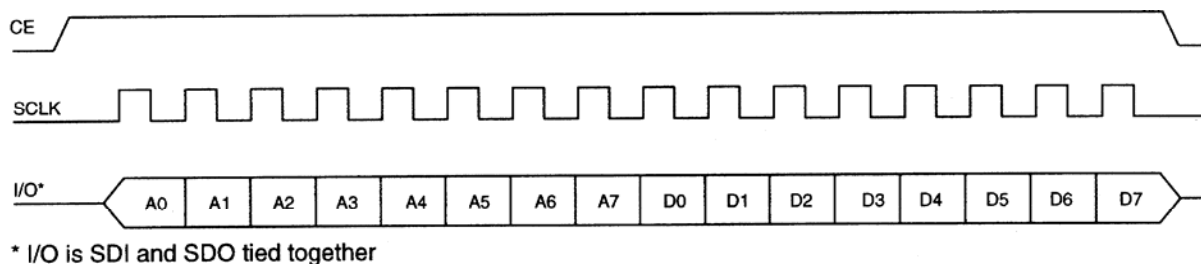 CE
SCLK
I/O*
A0 A1 A2 A3 A4 A5 A6 A7 D0 D1 D2 D3 D4 D5 D6 D7
* I/O is SDI and SDO tied together